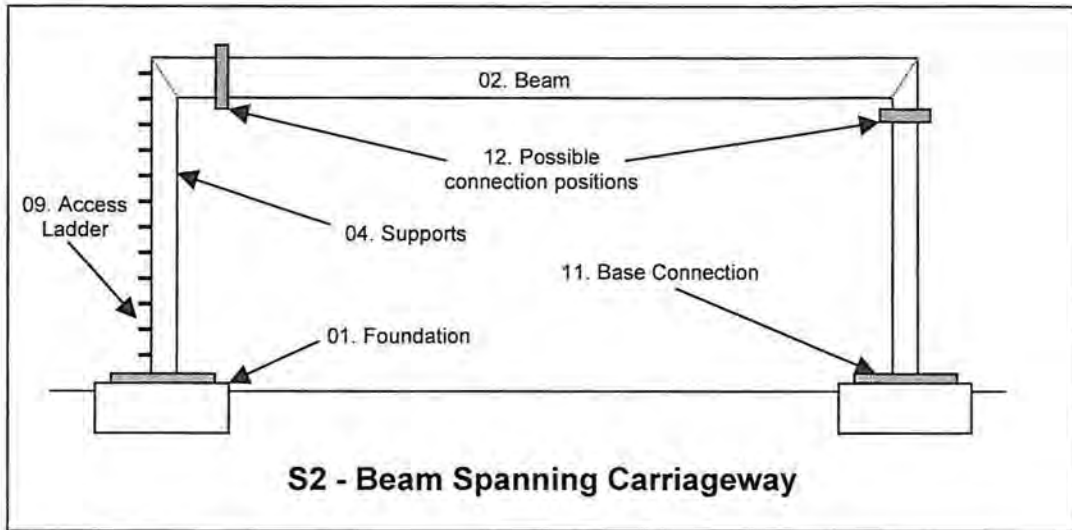 02. Beam
12. Possible
connection positions
09. Access
Ladder
04. Supports
11. Base Connection
01. Foundation
S2 - Beam Spanning Carriageway